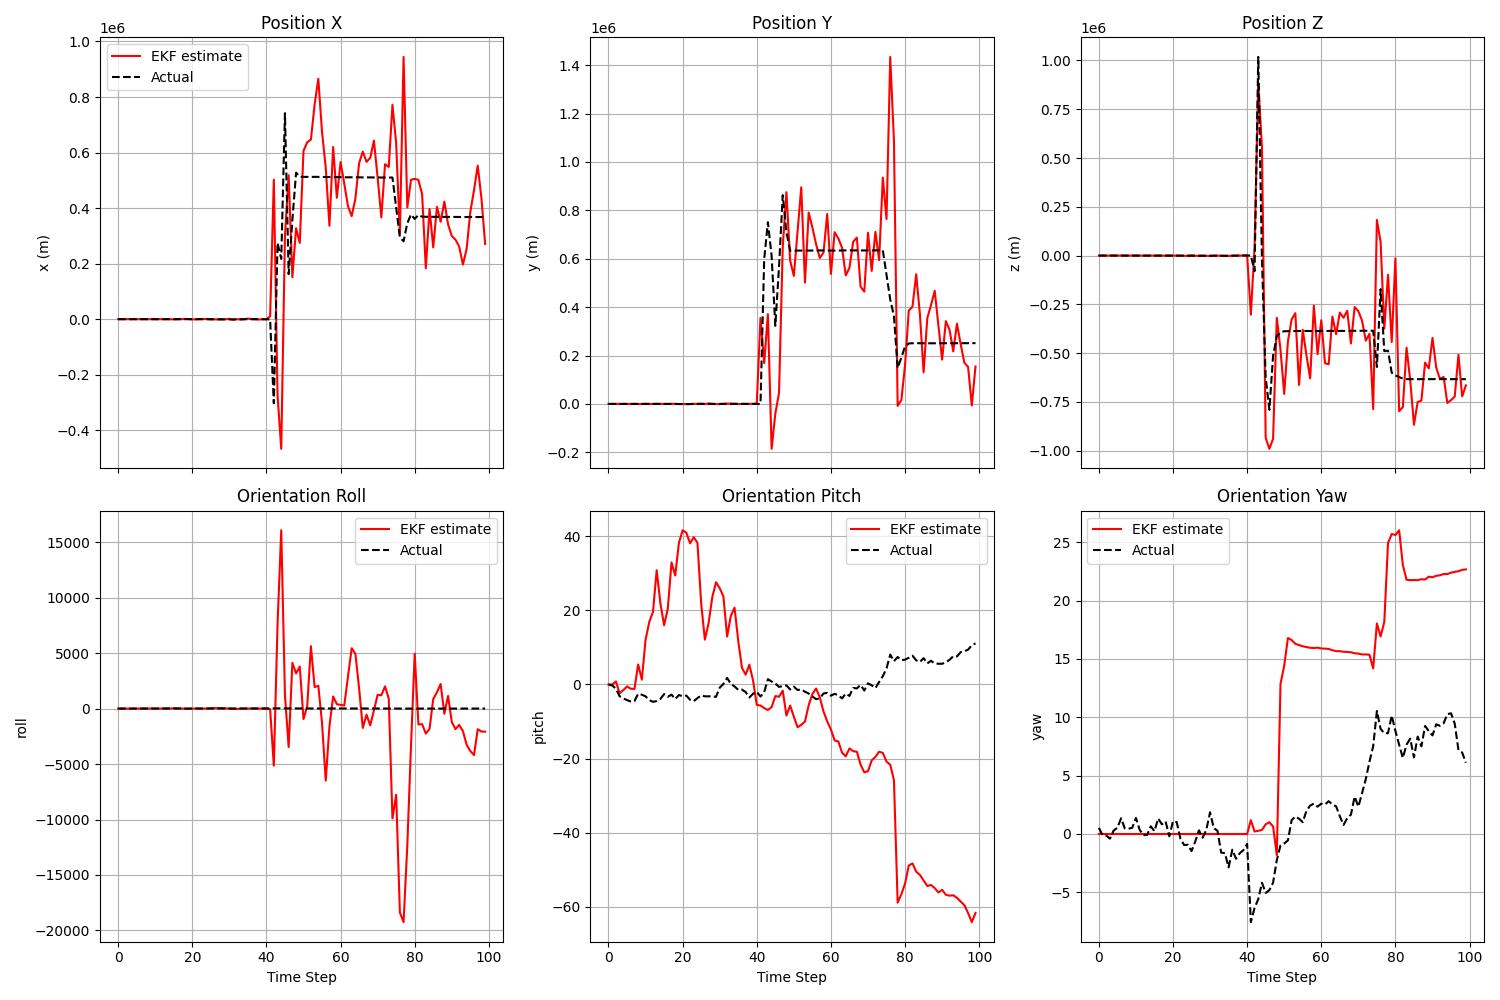 Position X
1e6
EKF estimate
Actual
1.0
0.8
0.6
0.4
0.2
0.0
−0.2
−0.4
x (m)
Position Y
1e6
1.4
1.2
1.0
0.8
0.6
0.4
0.2
0.0
−0.2
y (m)
Position Z
1e6
1.00
0.75
0.50
0.25
0.00
−0.25
−0.50
−0.75
−1.00
z (m)
Orientation Roll
EKF estimate
Actual
15000
10000
5000
0
−5000
−10000
−15000
−20000
roll
0 20 40 60 80 100
Time Step
Orientation Pitch
EKF estimate
Actual
40
20
0
−20
−40
−60
pitch
0 20 40 60 80 100
Time Step
Orientation Yaw
EKF estimate
Actual
25
20
15
10
5
0
−5
yaw
0 20 40 60 80 100
Time Step